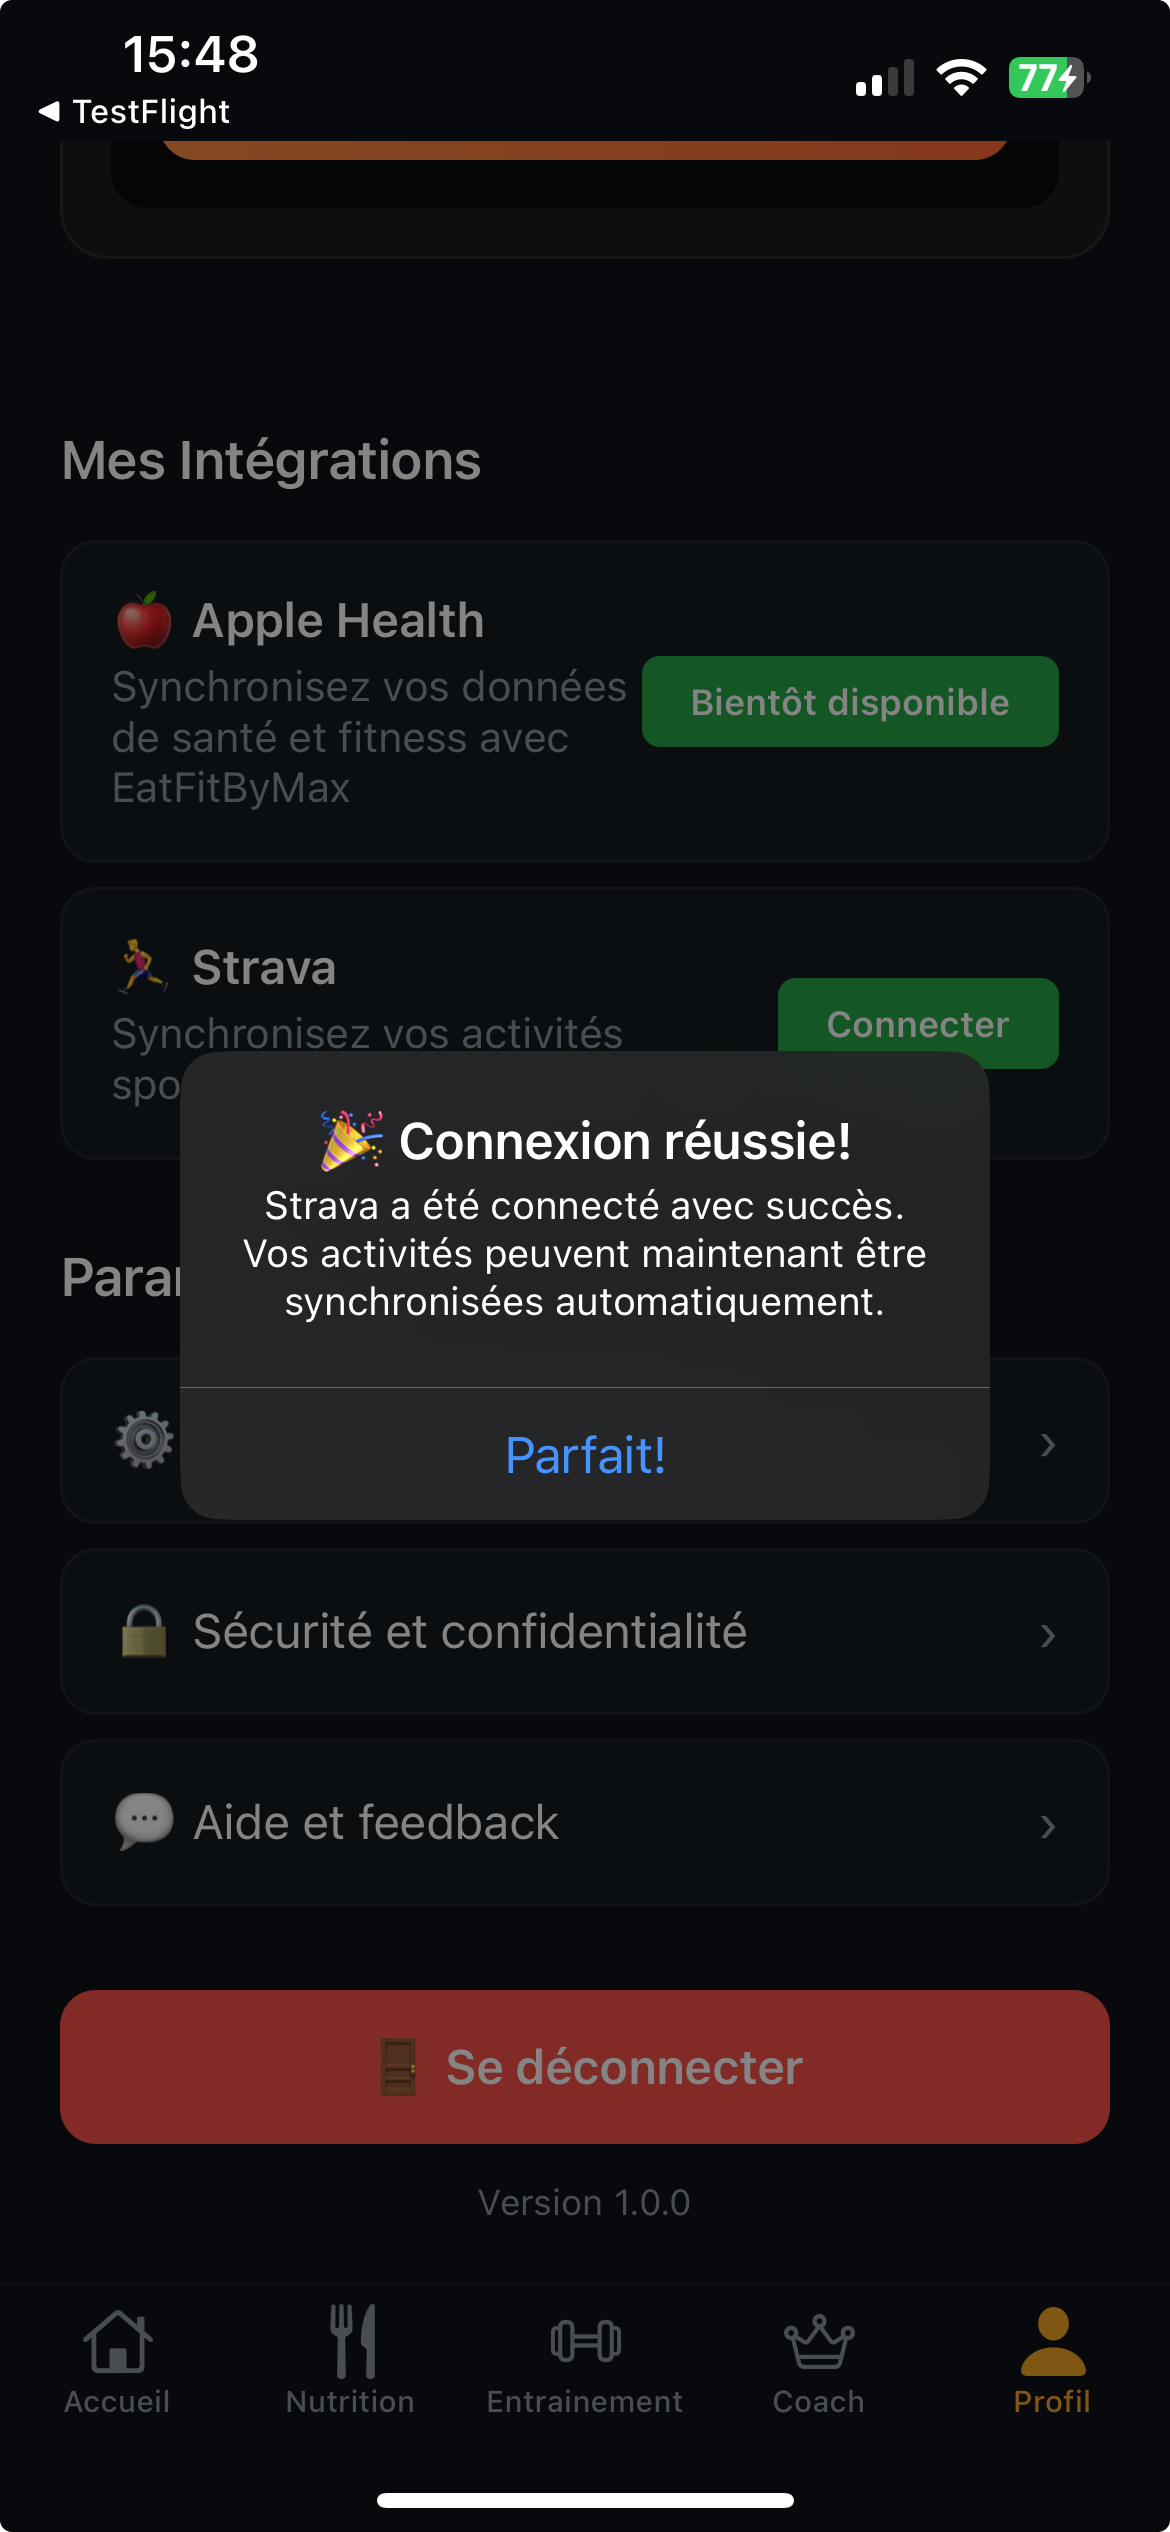 15:48
77
◀ TestFlight
Mes Intégrations
Apple Health
Synchronisez vos données
de santé et fitness avec
EatFitByMax
Bientôt disponible
Strava
Synchronisez vos activités
spo
Connecter
🎉 Connexion réussie!
Strava a été connecté avec succès.
Vos activités peuvent maintenant être
synchronisées automatiquement.
Parfait!
Para
Sécurité et confidentialité
Aide et feedback
Se déconnecter
Version 1.0.0
Accueil
Nutrition
Entrainement
Coach
Profil